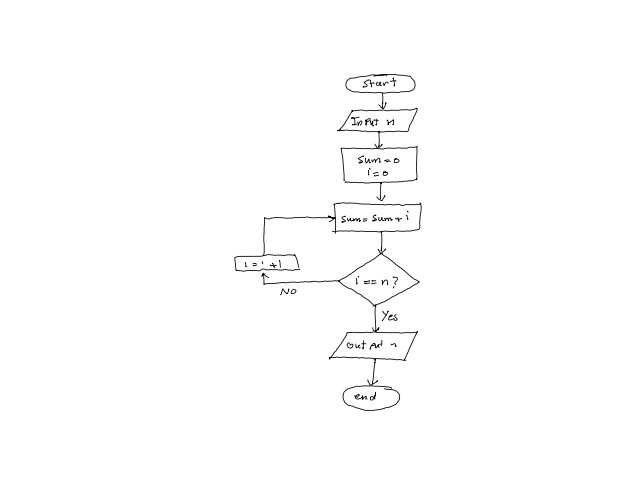 Start
Input n
Sum=0
i=0
Sum= Sum+ i
i = i +1
i == n?
No
Yes
output n
end